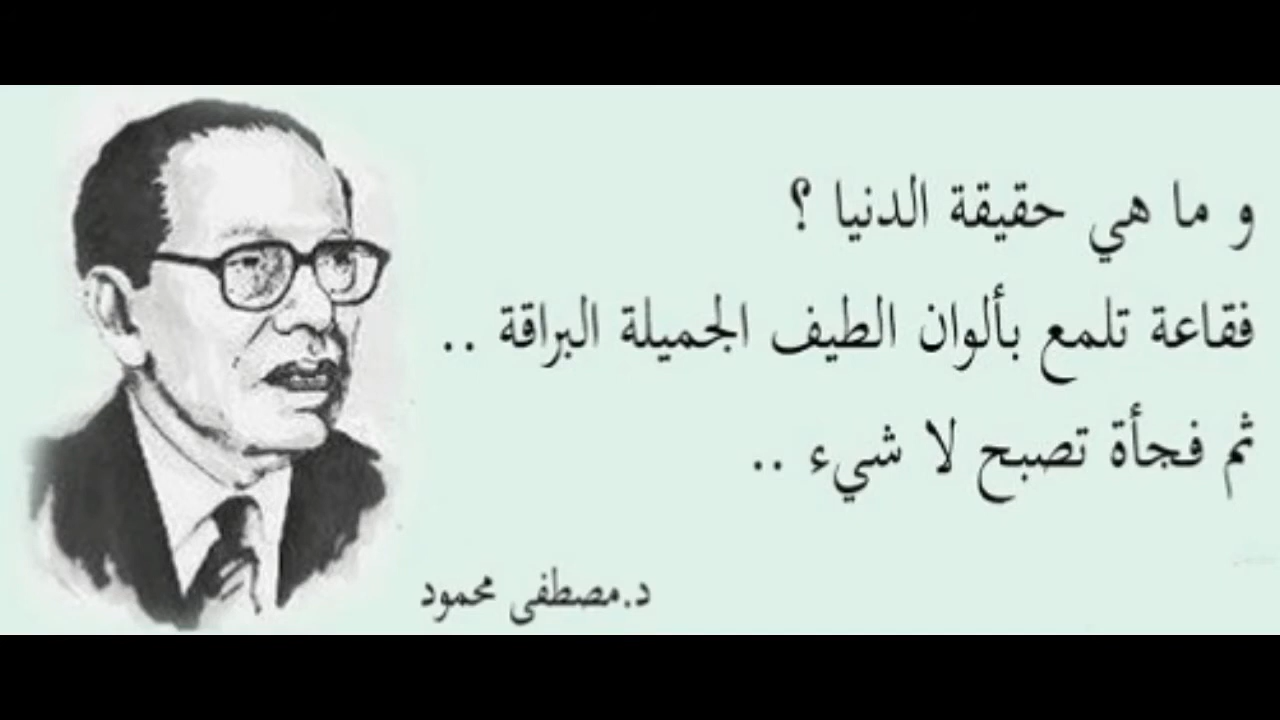 و ما هي حقيقة الدنيا ؟
فقاعة تلمع بألوان الطيف الجميلة البراقة ..
ثم فجأة تصبح لا شيء ..
د.مصطفى محمود